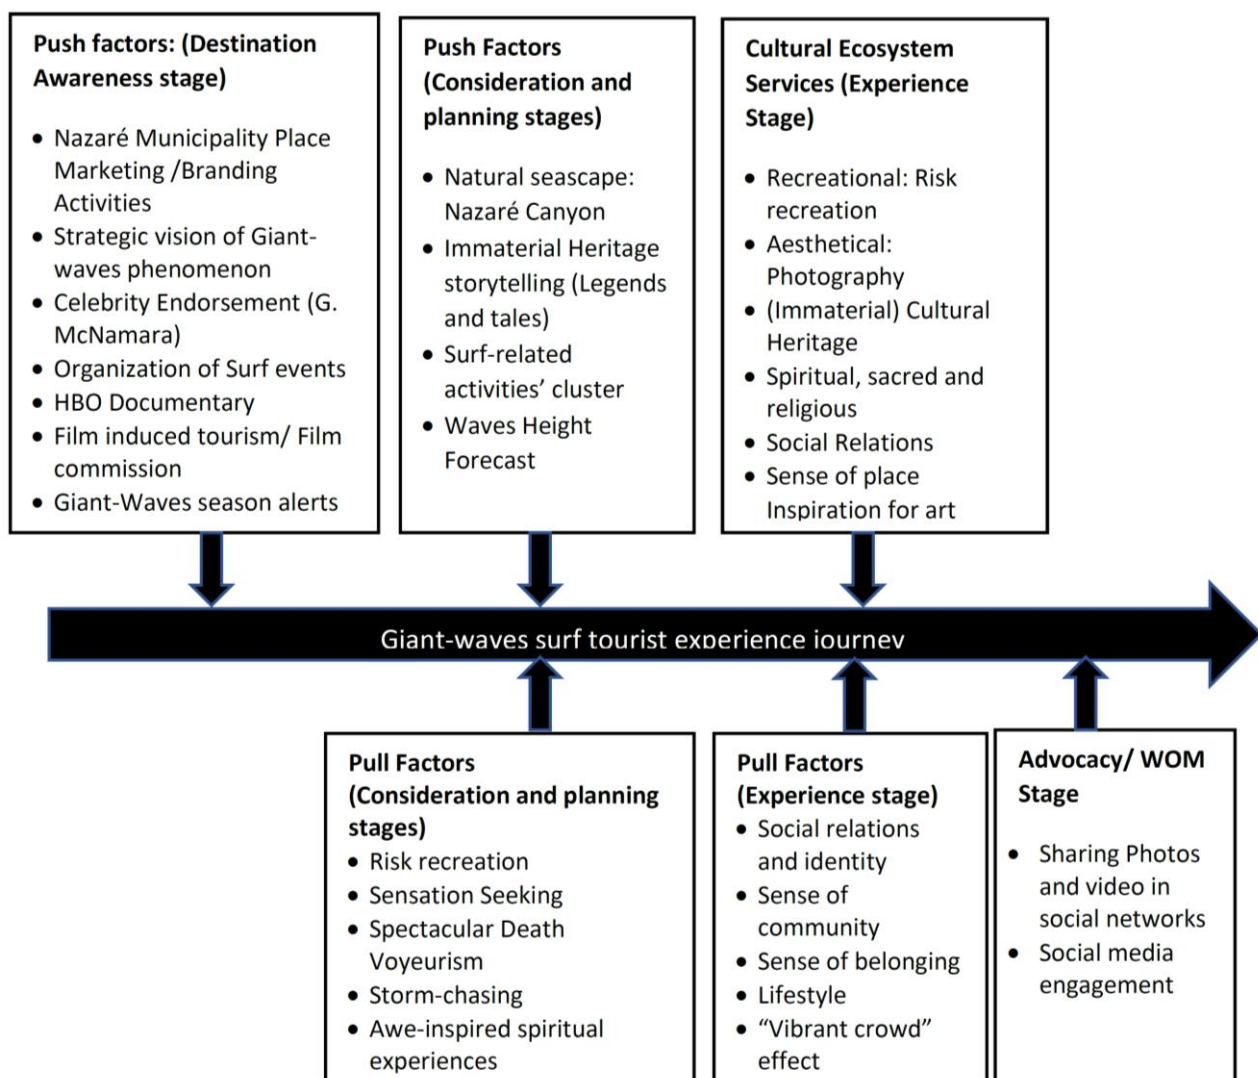 Push factors: (Destination
Awareness stage)
• Nazaré Municipality Place
Marketing /Branding
Activities
• Strategic vision of Giant-
waves phenomenon
• Celebrity Endorsement (G.
McNamara)
• Organization of Surf events
• HBO Documentary
• Film induced tourism/ Film
commission
• Giant-Waves season alerts
Push Factors
(Consideration and
planning stages)
• Natural seascape:
Nazaré Canyon
• Immaterial Heritage
storytelling (Legends
and tales)
• Surf-related
activities’ cluster
• Waves Height
Forecast
Cultural Ecosystem
Services (Experience
Stage)
• Recreational: Risk
recreation
• Aesthetical:
Photography
• (Immaterial) Cultural
Heritage
• Spiritual, sacred and
religious
• Social Relations
• Sense of place
Inspiration for art
Giant-waves surf tourist experience journey
Pull Factors
(Consideration and planning
stages)
• Risk recreation
• Sensation Seeking
• Spectacular Death
Voyeurism
• Storm-chasing
• Awe-inspired spiritual
experiences
Pull Factors
(Experience stage)
• Social relations
and identity
• Sense of
community
• Sense of belonging
• Lifestyle
• “Vibrant crowd”
effect
Advocacy/ WOM
Stage
• Sharing Photos
and video in
social networks
• Social media
engagement